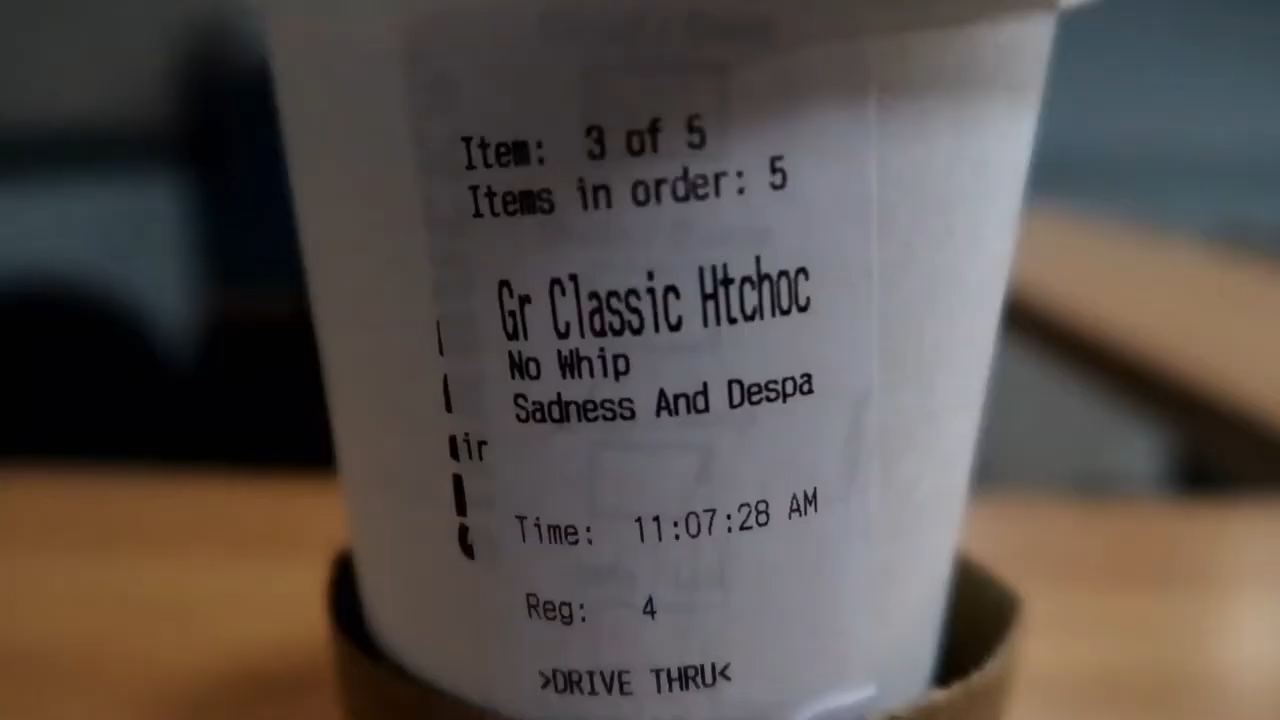 Item: 3 of 5
Items in order: 5
Gr Classic Htchoc
No Whip
Sadness And Despa
ir
Time: 11:07:28 AM
Reg: 4
>DRIVE THRU<